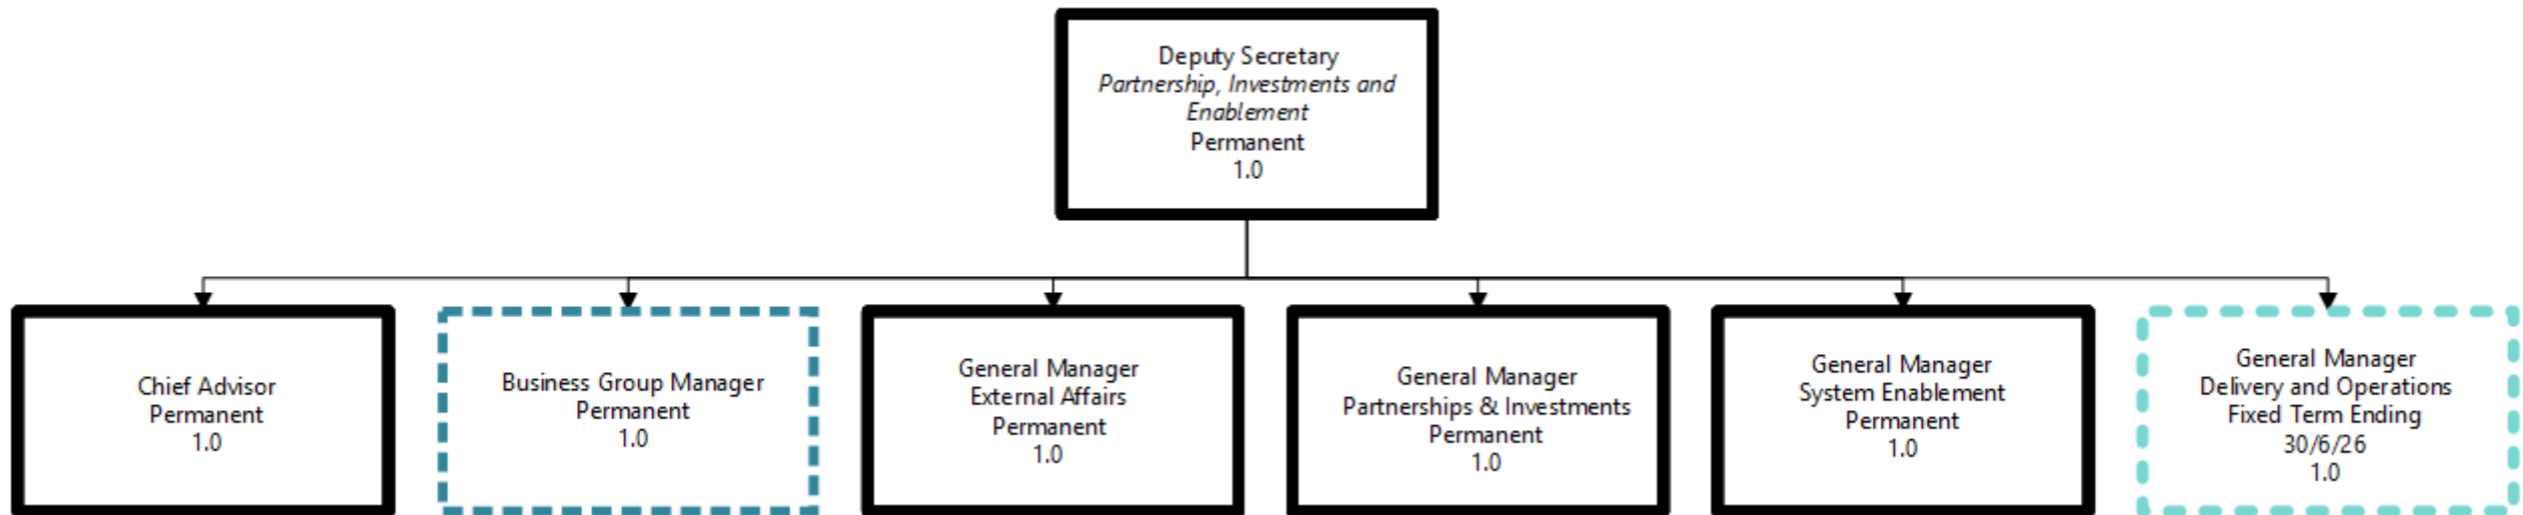 Deputy Secretary
Partnership, Investments and
Enablement
Permanent
1.0
Chief Advisor
Permanent
1.0
Business Group Manager
Permanent
1.0
General Manager
External Affairs
Permanent
1.0
General Manager
Partnerships & Investments
Permanent
1.0
General Manager
System Enablement
Permanent
1.0
General Manager
Delivery and Operations
Fixed Term Ending
30/6/26
1.0